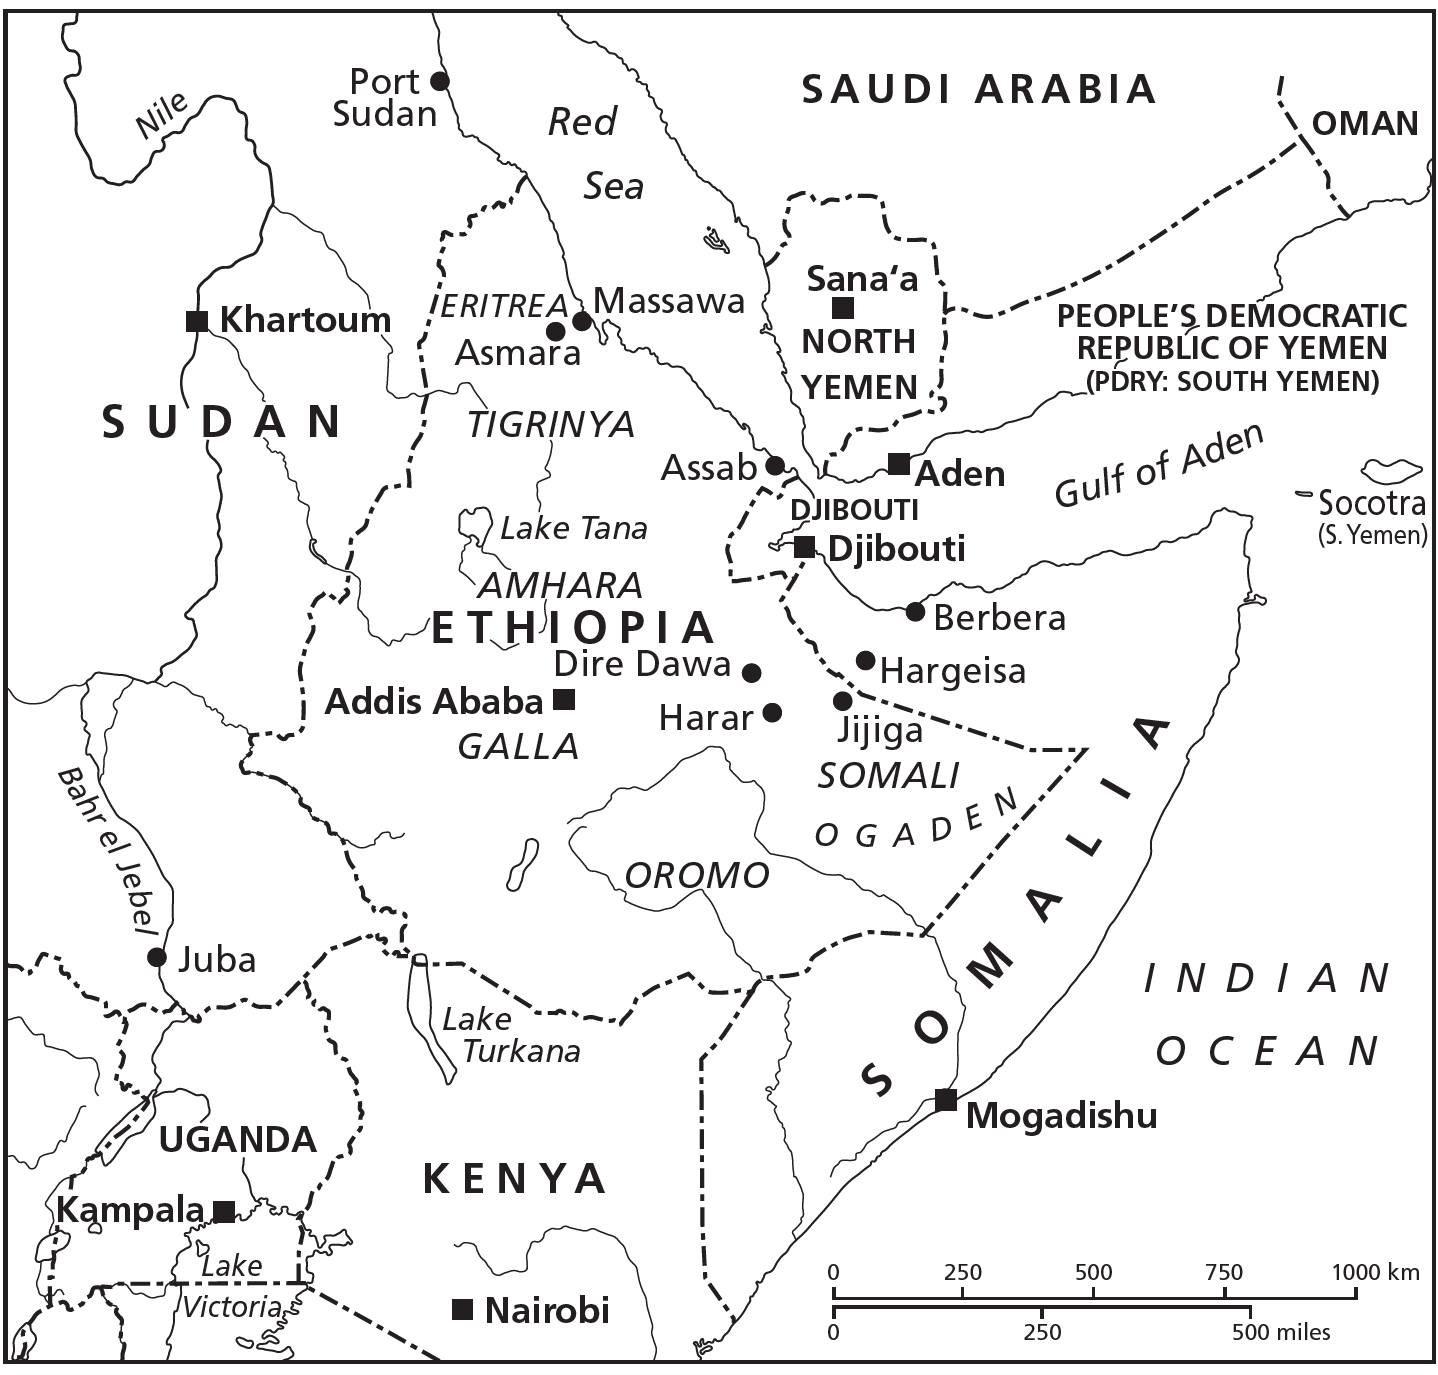 Port
Sudan
Nile
Red
Sea
SAUDI ARABIA
OMAN
Khartoum
ERITREA
Massawa
Asmara
Sana‘a
NORTH
YEMEN
PEOPLE’S DEMOCRATIC
REPUBLIC OF YEMEN
(PDRY: SOUTH YEMEN)
SUDAN
TIGRINYA
Assab
Aden
Gulf of Aden
Socotra
(S. Yemen)
DJIBOUTI
Djibouti
Lake Tana
AMHARA
ETHIOPIA
Berbera
Dire Dawa
Hargeisa
Addis Ababa
Harar
Jijiga
GALLA
SOMALI
OGADEN
SOMALIA
Bahr el Jebel
OROMO
Juba
INDIAN
OCEAN
Lake
Turkana
Mogadishu
UGANDA
KENYA
Kampala
Lake
Victoria
Nairobi
0 250 500 750 1000 km
0 250 500 miles